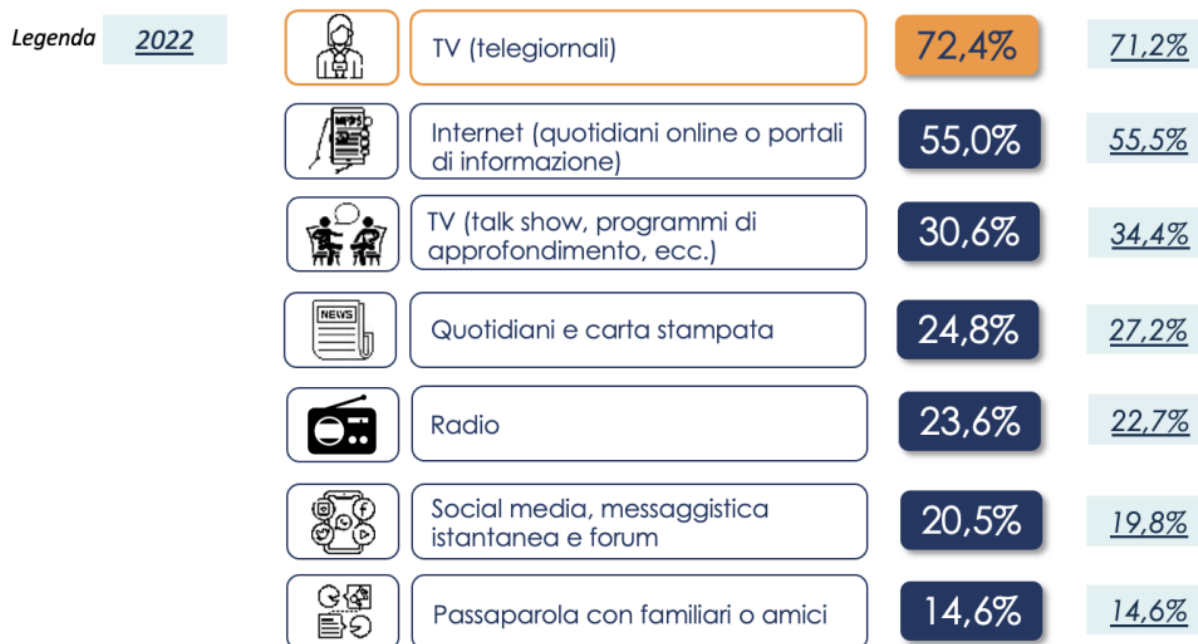 Legenda 2022
TV (telegiornali) 72,4% 71,2%
Internet (quotidiani online o portali
di informazione) 55,0% 55,5%
TV (talk show, programmi di
approfondimento, ecc.) 30,6% 34,4%
NEWS
Quotidiani e carta stampata 24,8% 27,2%
Radio 23,6% 22,7%
Social media, messaggistica
istantanea e forum 20,5% 19,8%
Passaparola con familiari o amici 14,6% 14,6%